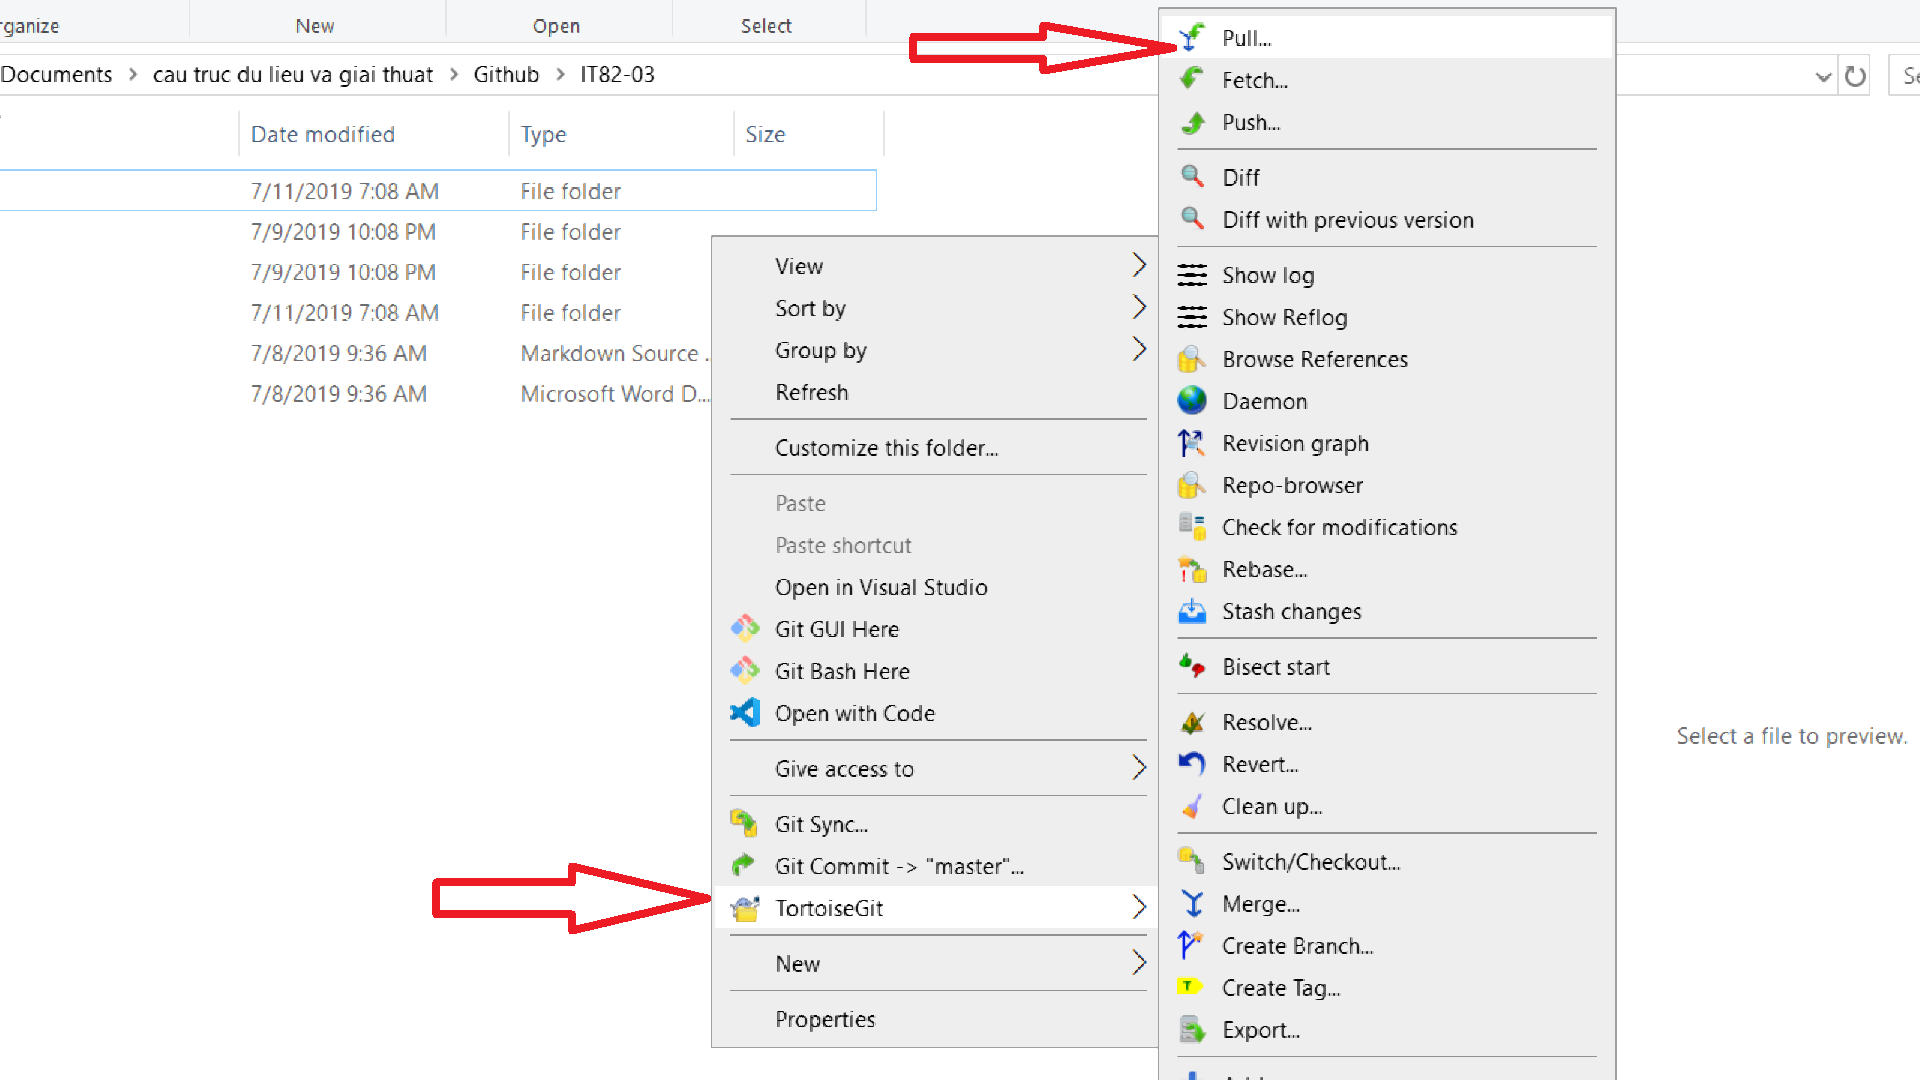 rganize
New
Open
Select
Documents > cau truc du lieu va giai thuat > Github > IT82-03
Se
Date modified
Type
Size
7/11/2019 7:08 AM
File folder
7/9/2019 10:08 PM
File folder
7/9/2019 10:08 PM
File folder
7/11/2019 7:08 AM
File folder
7/8/2019 9:36 AM
Markdown Source .
7/8/2019 9:36 AM
Microsoft Word D...
View
Sort by
Group by
Refresh
Customize this folder...
Paste
Paste shortcut
Open in Visual Studio
Git GUI Here
Git Bash Here
Open with Code
Give access to
Git Sync...
Git Commit -> "master"...
TortoiseGit
New
Properties
Pull...
Fetch...
Push...
Diff
Diff with previous version
Show log
Show Reflog
Browse References
Daemon
Revision graph
Repo-browser
Check for modifications
Rebase...
Stash changes
Bisect start
Resolve...
Revert...
Clean up...
Switch/Checkout...
Merge...
Create Branch...
T
Create Tag...
Export...
Select a file to preview.